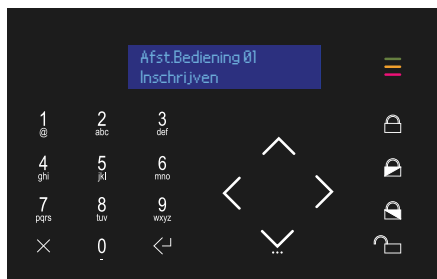 Afst.Bediening 01
Inschrijven
1 2 3
@ abc def
4 5 6
ghi jkl mno
7 8 9
pqrs tuv wxyz
0
-
...